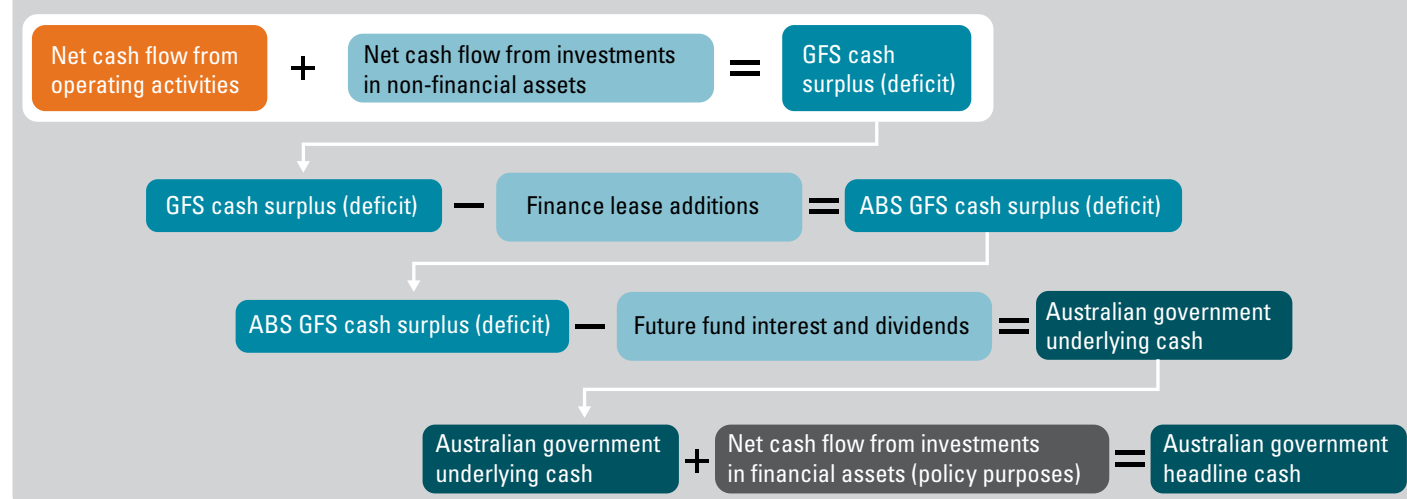 Net cash flow from
operating activities
+
Net cash flow from investments
in non-financial assets
=
GFS cash
surplus (deficit)
GFS cash surplus (deficit)
—
Finance lease additions
=
ABS GFS cash surplus (deficit)
ABS GFS cash surplus (deficit)
—
Future fund interest and dividends
=
Australian government
underlying cash
Australian government
underlying cash
+
Net cash flow from investments
in financial assets (policy purposes)
=
Australian government
headline cash